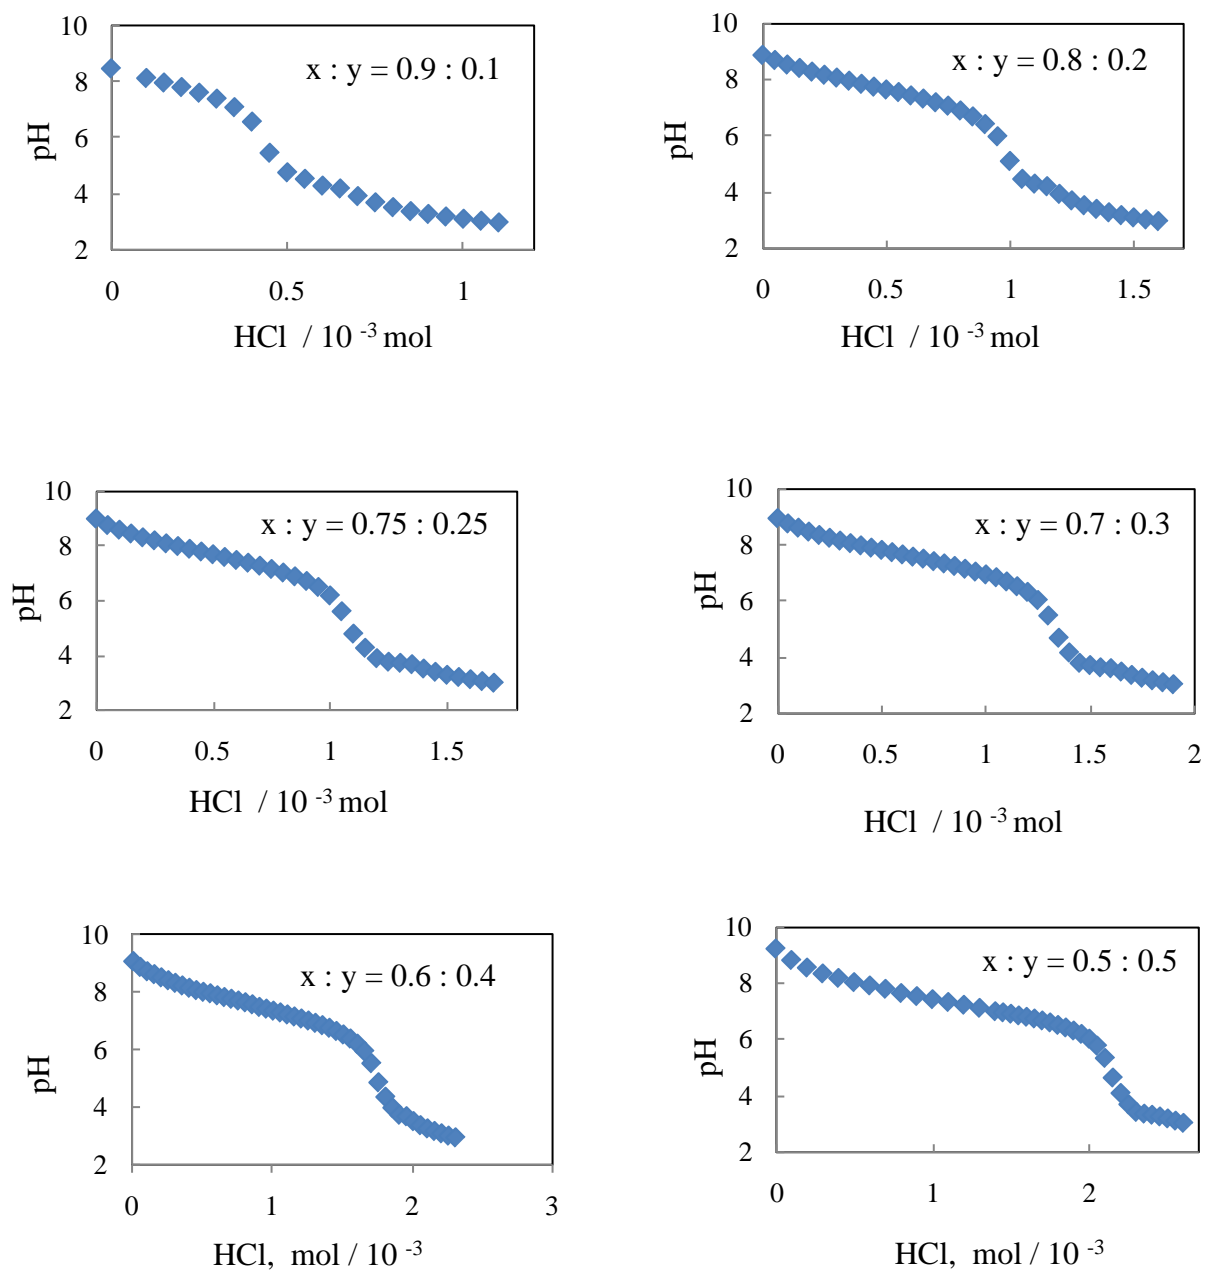 10
8
6
4
2
pH
x : y = 0.9 : 0.1
0 0.5 1
HCl / 10 -3 mol
10
8
6
4
2
pH
x : y = 0.8 : 0.2
0 0.5 1 1.5
HCl / 10 -3 mol
10
8
6
4
2
pH
x : y = 0.75 : 0.25
0 0.5 1 1.5
HCl / 10 -3 mol
10
8
6
4
2
pH
x : y = 0.7 : 0.3
0 0.5 1 1.5 2
HCl / 10 -3 mol
10
8
6
4
2
pH
x : y = 0.6 : 0.4
0 1 2 3
HCl, mol / 10 -3
10
8
6
4
2
pH
x : y = 0.5 : 0.5
0 1 2
HCl, mol / 10 -3